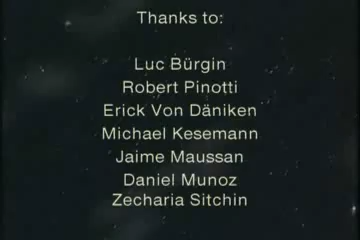 Thanks to:
Luc Bürgin
Robert Pinotti
Erick Von Däniken
Michael Kesemann
Jaime Maussan
Daniel Munoz
Zecharia Sitchin